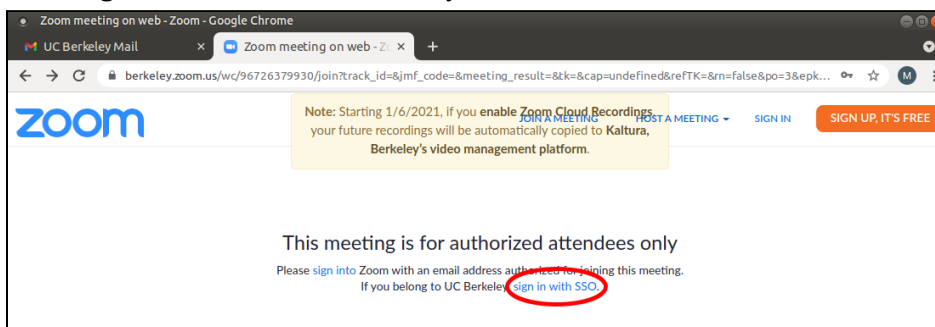 Zoom meeting on web - Zoom - Google Chrome
UC Berkeley Mail × Zoom meeting on web - Zo × +
berkeley.zoom.us/wc/96726379930/join?track_id=&jmf_code=&meeting_result=&tk=&cap=undefined&refTK=&rn=false&po=3&epk... M
zoom
Note: Starting 1/6/2021, if you enable Zoom Cloud Recordings,
your future recordings will be automatically copied to Kaltura,
Berkeley's video management platform.
JOIN A MEETING HOST A MEETING SIGN IN SIGN UP, IT'S FREE
This meeting is for authorized attendees only
Please sign into Zoom with an email address authorized for joining this meeting.
If you belong to UC Berkeley, sign in with SSO.